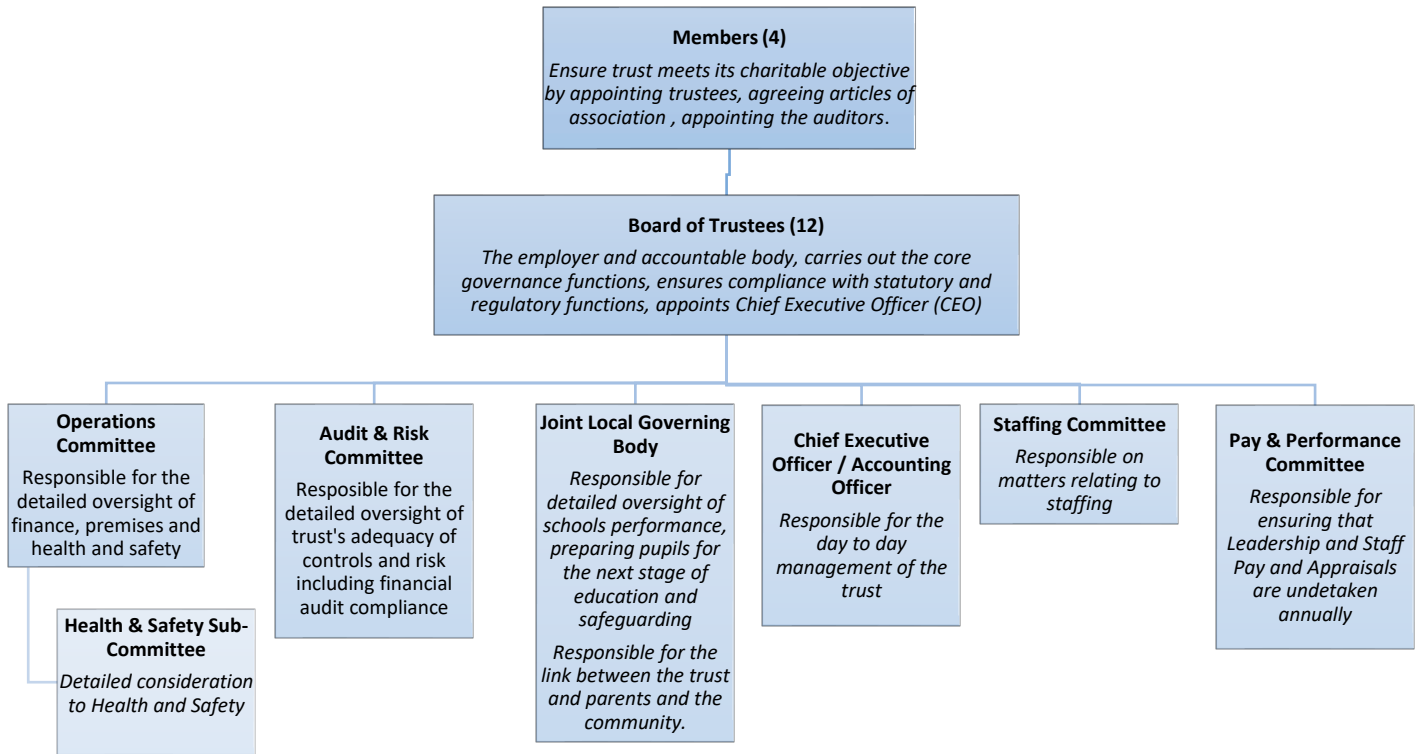 Members (4)
Ensure trust meets its charitable objective
by appointing trustees, agreeing articles of
association , appointing the auditors.
Board of Trustees (12)
The employer and accountable body, carries out the core
governance functions, ensures compliance with statutory and
regulatory functions, appoints Chief Executive Officer (CEO)
Operations
Committee
Responsible for the
detailed oversight of
finance, premises and
health and safety
Health & Safety Sub-
Committee
Detailed consideration
to Health and Safety
Audit & Risk
Committee
Resposible for the
detailed oversight of
trust's adequacy of
controls and risk
including financial
audit compliance
Joint Local Governing
Body
Responsible for
detailed oversight of
schools performance,
preparing pupils for
the next stage of
education and
safeguarding
Responsible for the
link between the trust
and parents and the
community.
Chief Executive
Officer / Accounting
Officer
Responsible for the
day to day
management of the
trust
Staffing Committee
Responsible on
matters relating to
staffing
Pay & Performance
Committee
Responsible for
ensuring that
Leadership and Staff
Pay and Appraisals
are undertaken
annually